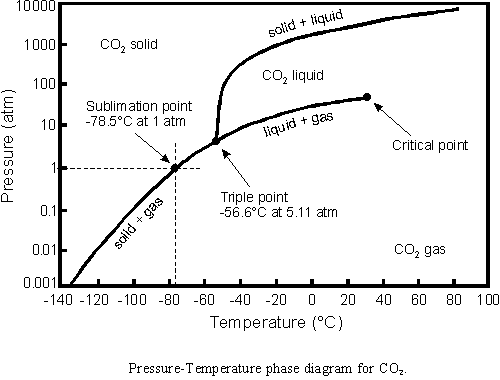 10000
1000
100
10
1
0.1
0.01
0.001
Pressure (atm)
CO₂ solid
solid + liquid
CO₂ liquid
Sublimation point
-78.5°C at 1 atm
liquid + gas
Critical point
Triple point
-56.6°C at 5.11 atm
solid + gas
CO₂ gas
-140 -120 -100 -80 -60 -40 -20 0 20 40 60 80 100
Temperature (°C)
Pressure-Temperature phase diagram for CO₂.